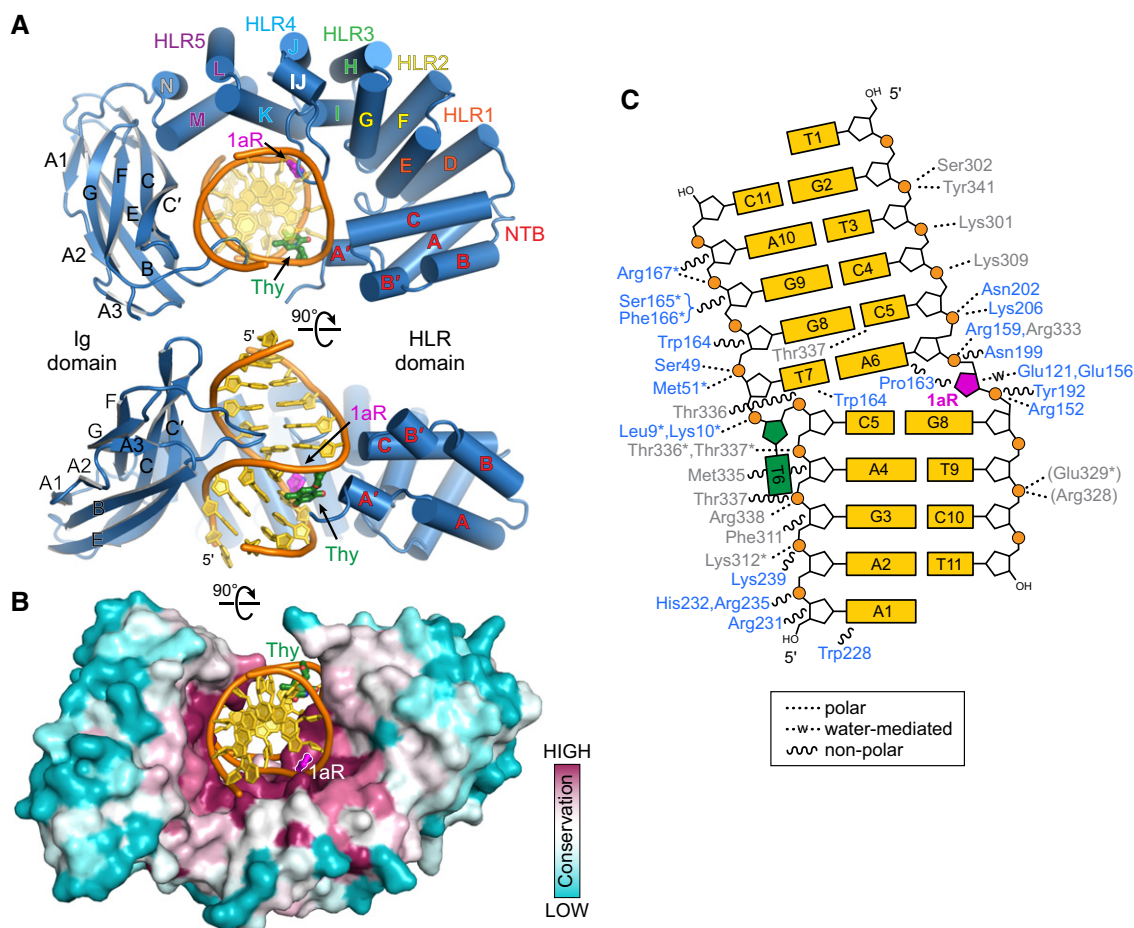 A
HLR5
HLR4
HLR3
HLR2
HLR1
N
L
M
K
J
IJ
I
H
G
F
E
D
C
A
B
A′
B′
NTB
1aR
Thy
A1
G
F
C
E
C′
A2
B
A3
90°
Ig
domain
5′
HLR
domain
F
G
A3
C′
C
A2
A1
B
E
5′
1aR
C
B′
B
A′
A
Thy
B
90°
Thy
1aR
HIGH
Conservation
LOW
C
OH
5′
T1
HO
C11
G2
Ser302
Tyr341
A10
T3
Lys301
Arg167*
G9
C4
Lys309
Ser165*
Phe166*
Asn202
Lys206
Trp164
G8
C5
Thr337
Arg159,Arg333
Ser49
Met51*
T7
A6
Asn199
Pro163
w
Glu121,Glu156
1aR
Tyr192
Arg152
Trp164
Thr336
Leu9*,Lys10*
C5
G8
Thr336*,Thr337*
Met335
T6
A4
T9
(Glu329*)
(Arg328)
Thr337
Arg338
G3
C10
Phe311
Lys312*
A2
T11
Lys239
OH
His232,Arg235
Arg231
A1
HO
5′
Trp228
polar
w water-mediated
non-polar